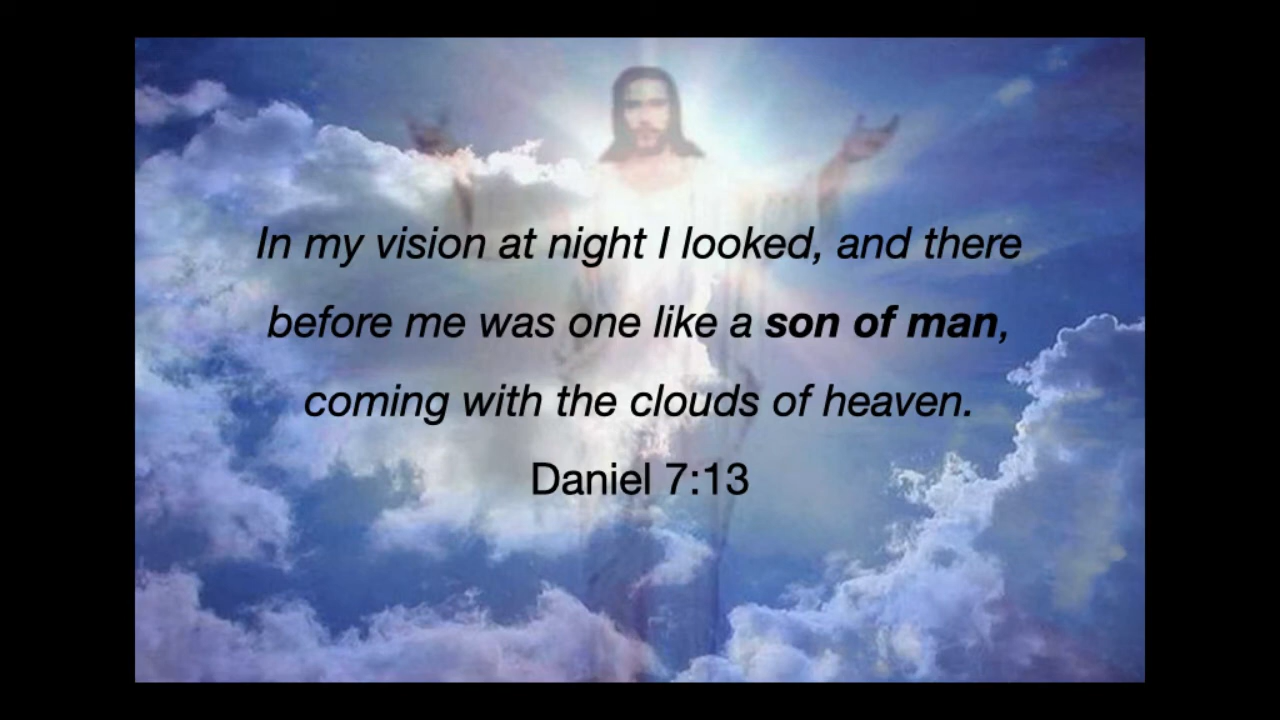 In my vision at night I looked, and there
before me was one like a son of man,
coming with the clouds of heaven.
Daniel 7:13